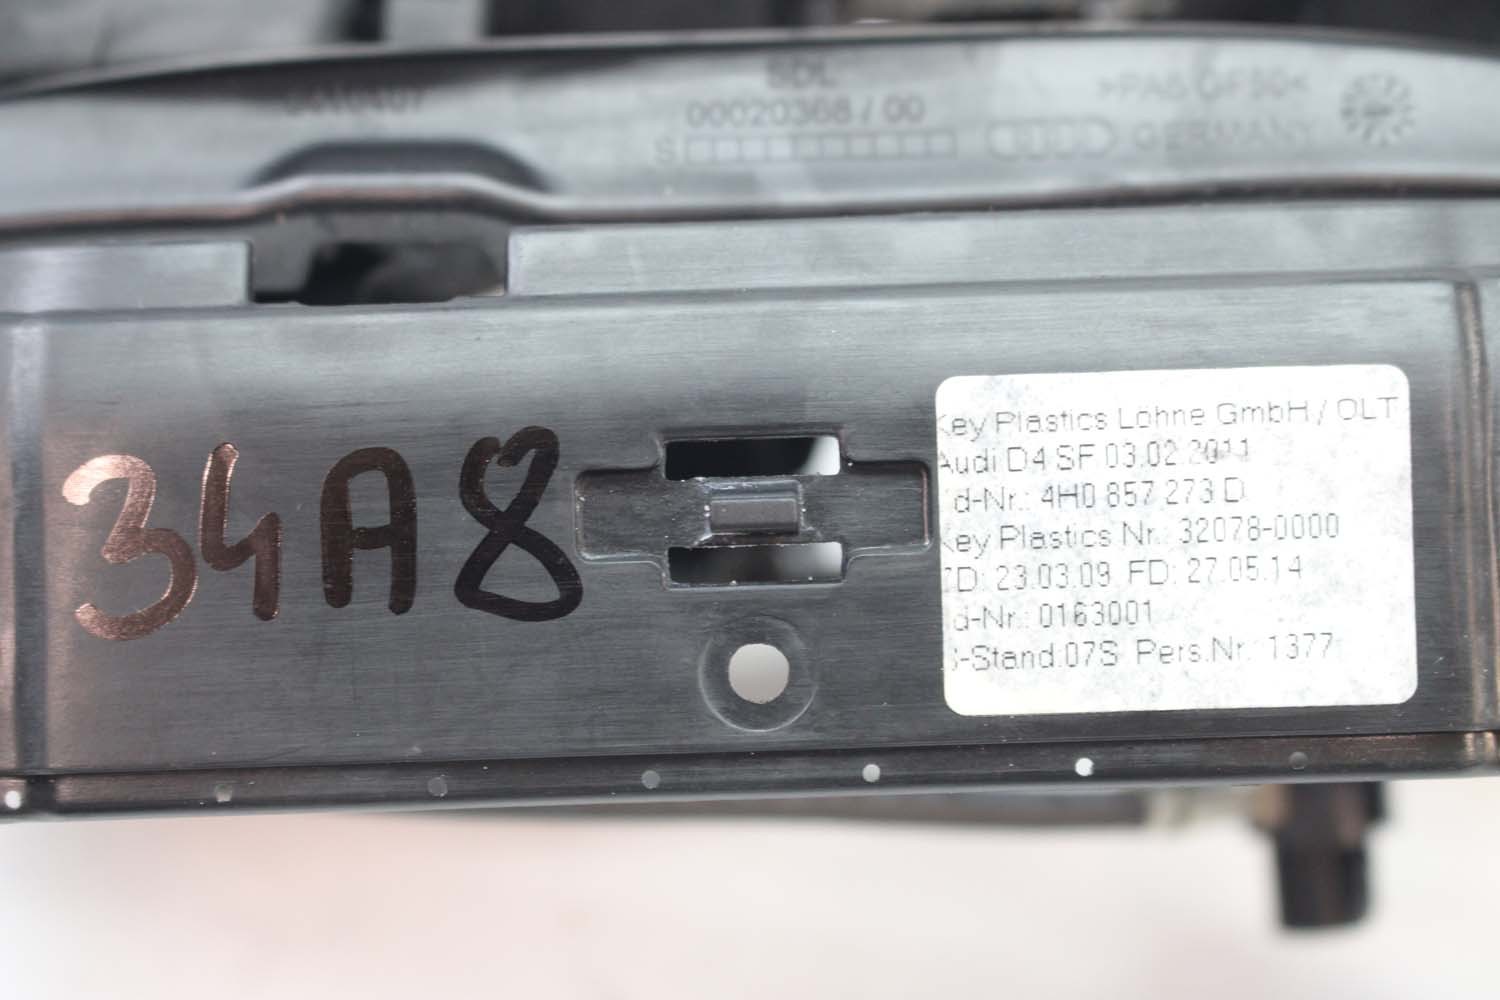 SDL
00020368 / 00
S
>PA6 GF30<
GERMANY
34A8
Key Plastics Löhne GmbH / OLT
Audi D4 SF 03.02.2011
d-Nr.: 4H0 857 273 D
Key Plastics Nr.: 32078-0000
D: 23.03.09 FD: 27.05.14
d-Nr.: 0163001
-Stand:07S Pers.Nr.: 1377